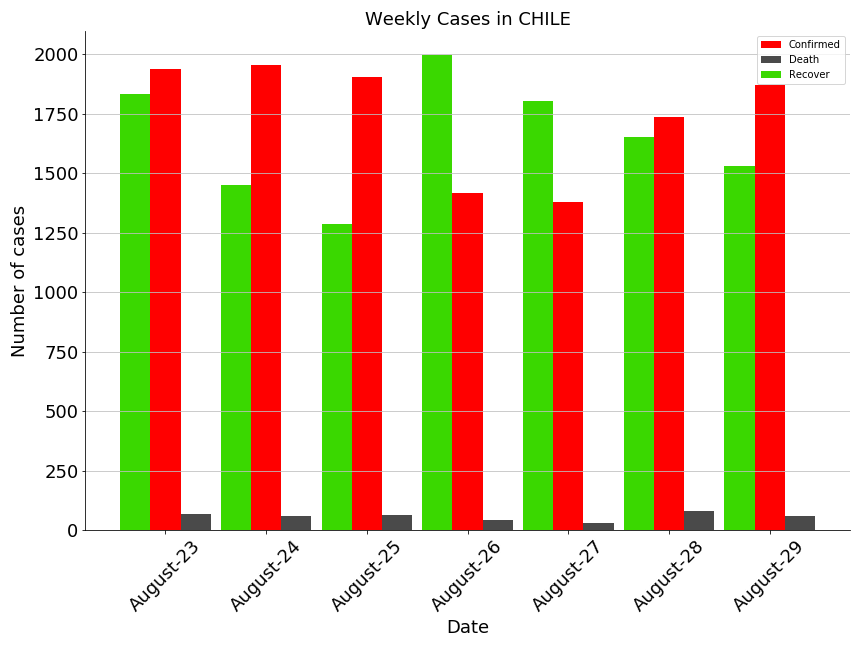 Weekly Cases in CHILE
Confirmed
Death
Recover
Number of cases
2000
1750
1500
1250
1000
750
500
250
0
August-23
August-24
August-25
August-26
August-27
August-28
August-29
Date